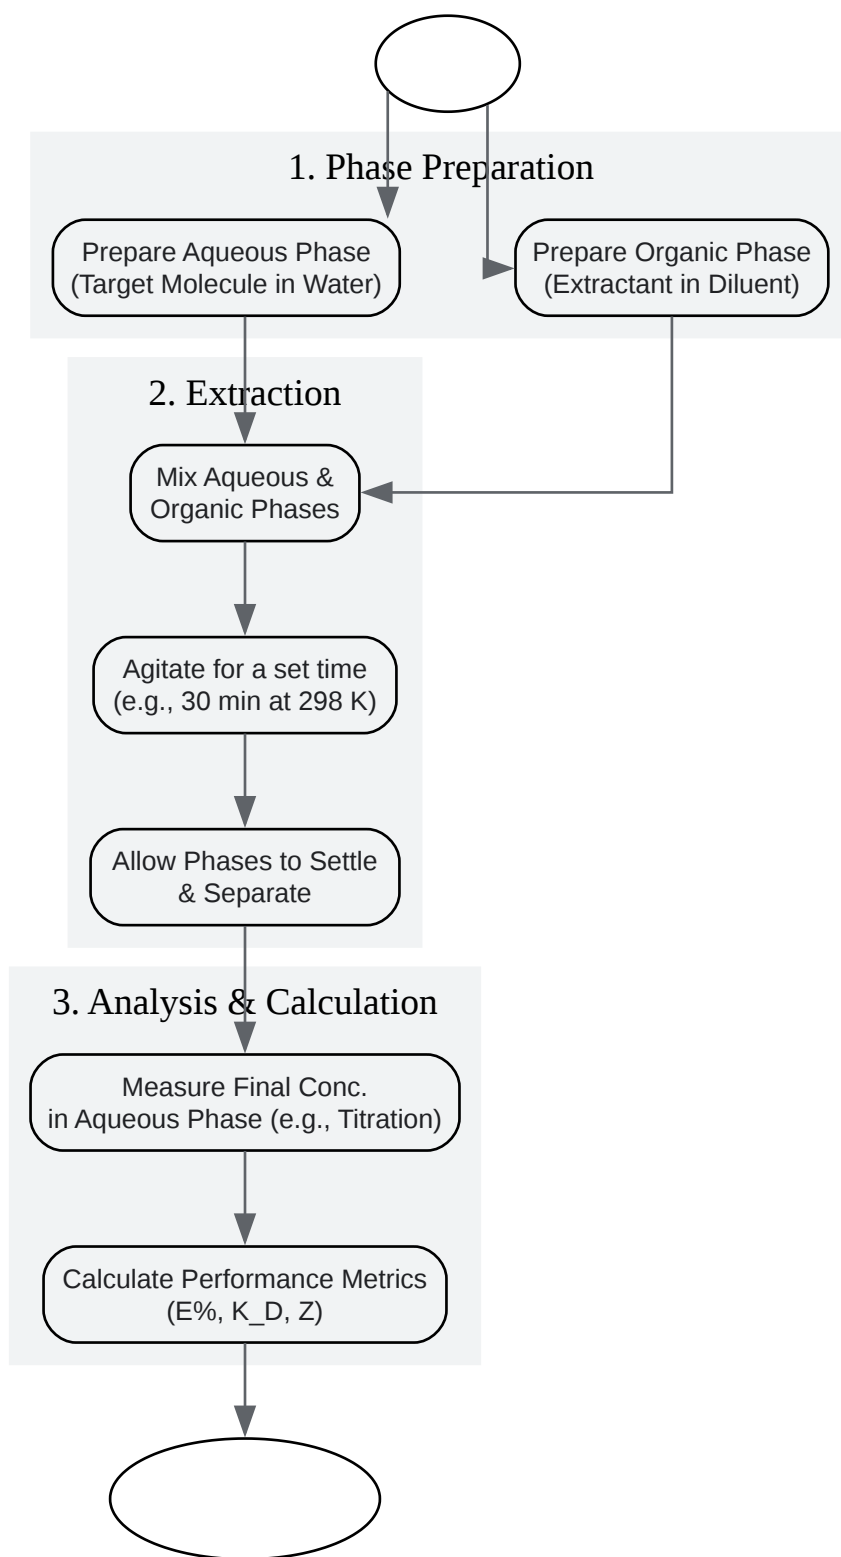 1. Phase Preparation
Prepare Aqueous Phase
(Target Molecule in Water)
Prepare Organic Phase
(Extractant in Diluent)
2. Extraction
Mix Aqueous &
Organic Phases
Agitate for a set time
(e.g., 30 min at 298 K)
Allow Phases to Settle
& Separate
3. Analysis & Calculation
Measure Final Conc.
in Aqueous Phase (e.g., Titration)
Calculate Performance Metrics
(E%, K_D, Z)